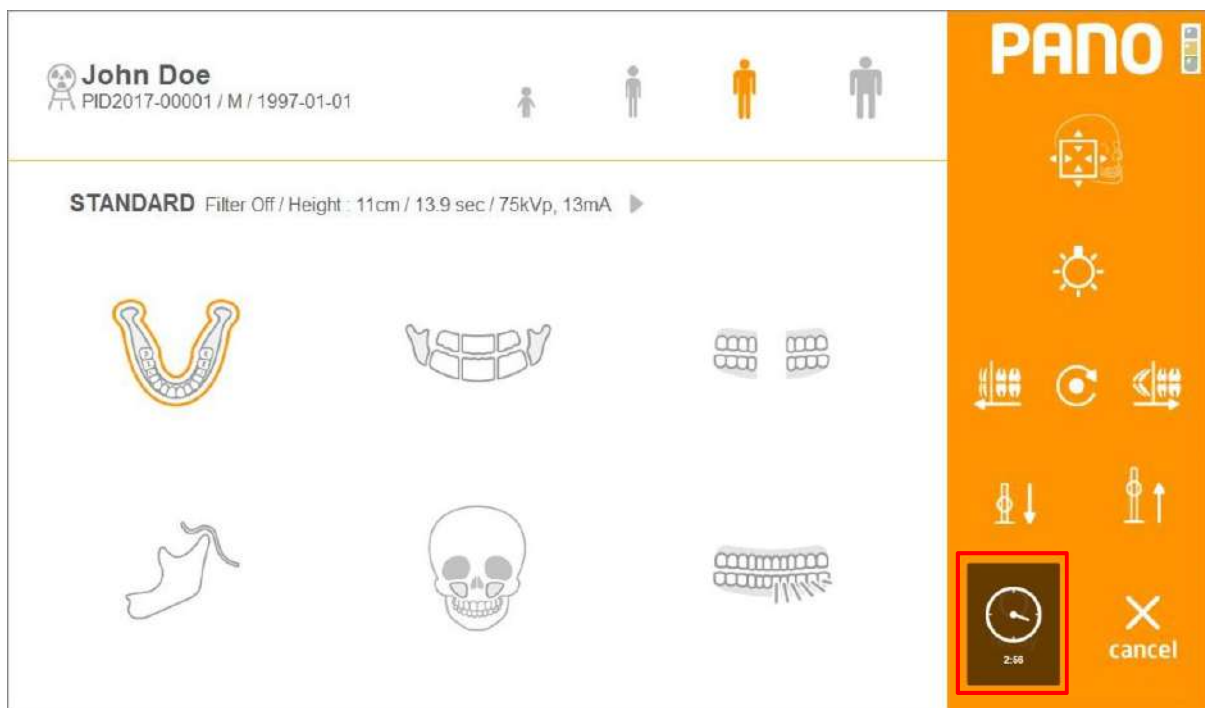 John Doe
PID2017-00001 / M / 1997-01-01
STANDARD Filter Off / Height : 11cm / 13.9 sec / 75kVp, 13mA
PANO
2:56
cancel